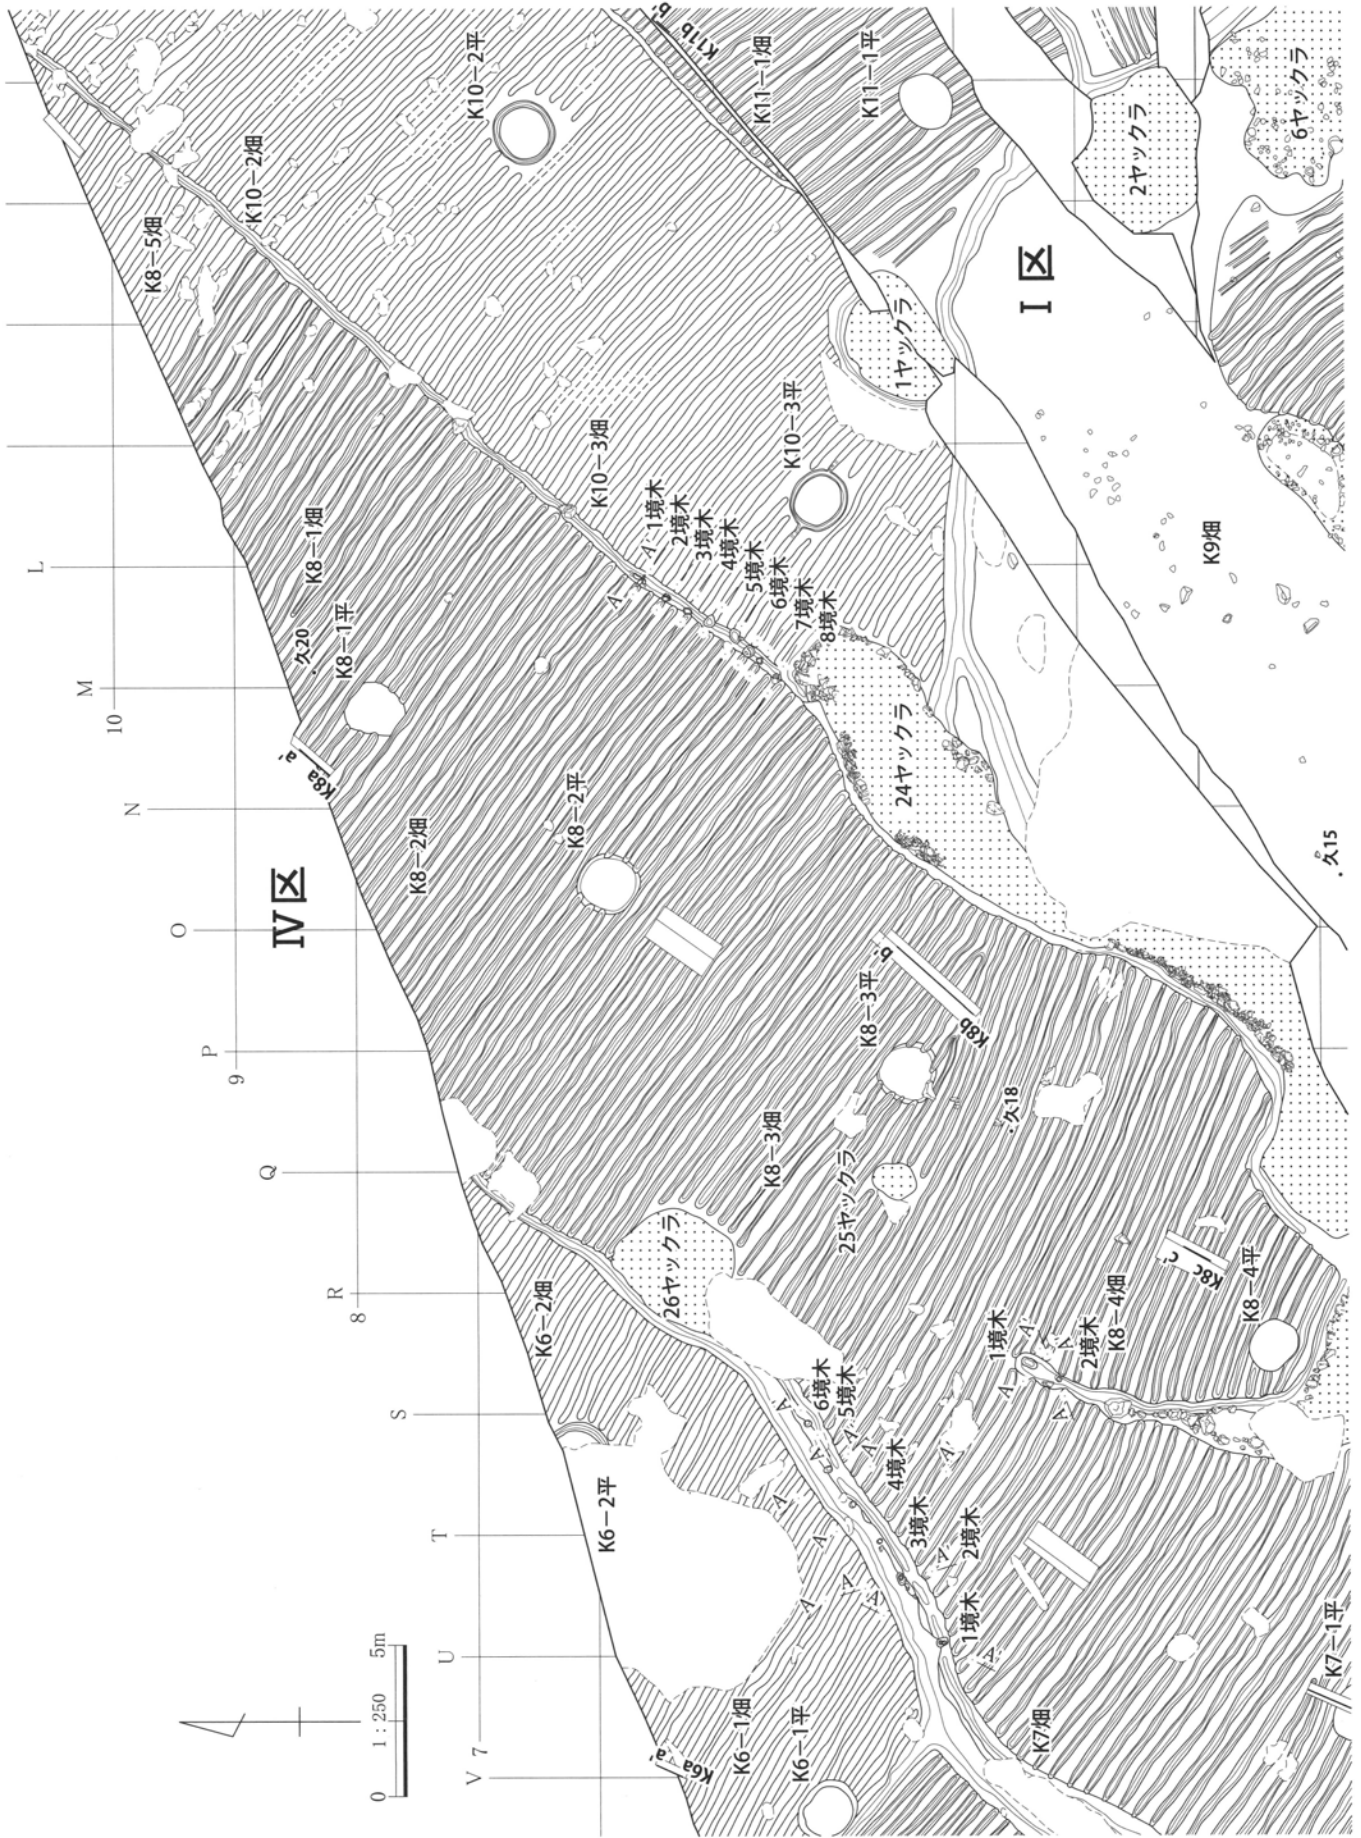 b'
K11b
K11-1畑
K11-1平
K10-2平
K10-2畑
K8-5畑
2ヤックラ
6ヤックラ
I区
1ヤックラ
K10-3平
K10-3畑
K9畑
A'
A
1境木
2境木
3境木
4境木
5境木
6境木
7境木
8境木
L
K8-1畑
久20
K8-1平
M
10
a'
K8a
N
K8-2畑
K8-2平
24ヤックラ
久15
IV区
O
b'
K8b
K8-3平
P
9
久18
Q
K8-3畑
25ヤックラ
26ヤックラ
R
8
K6-2畑
c'
K8c
K8-4平
K8-4畑
1境木
2境木
A
A'
A
A'
S
6境木
5境木
4境木
3境木
2境木
1境木
A
A
A'
A'
A'
A
A
A
A
A'
A'
A'
T
K6-2平
U
0
1:250
5m
V
7
a'
K6a
K6-1畑
K6-1平
K7畑
K7-1平